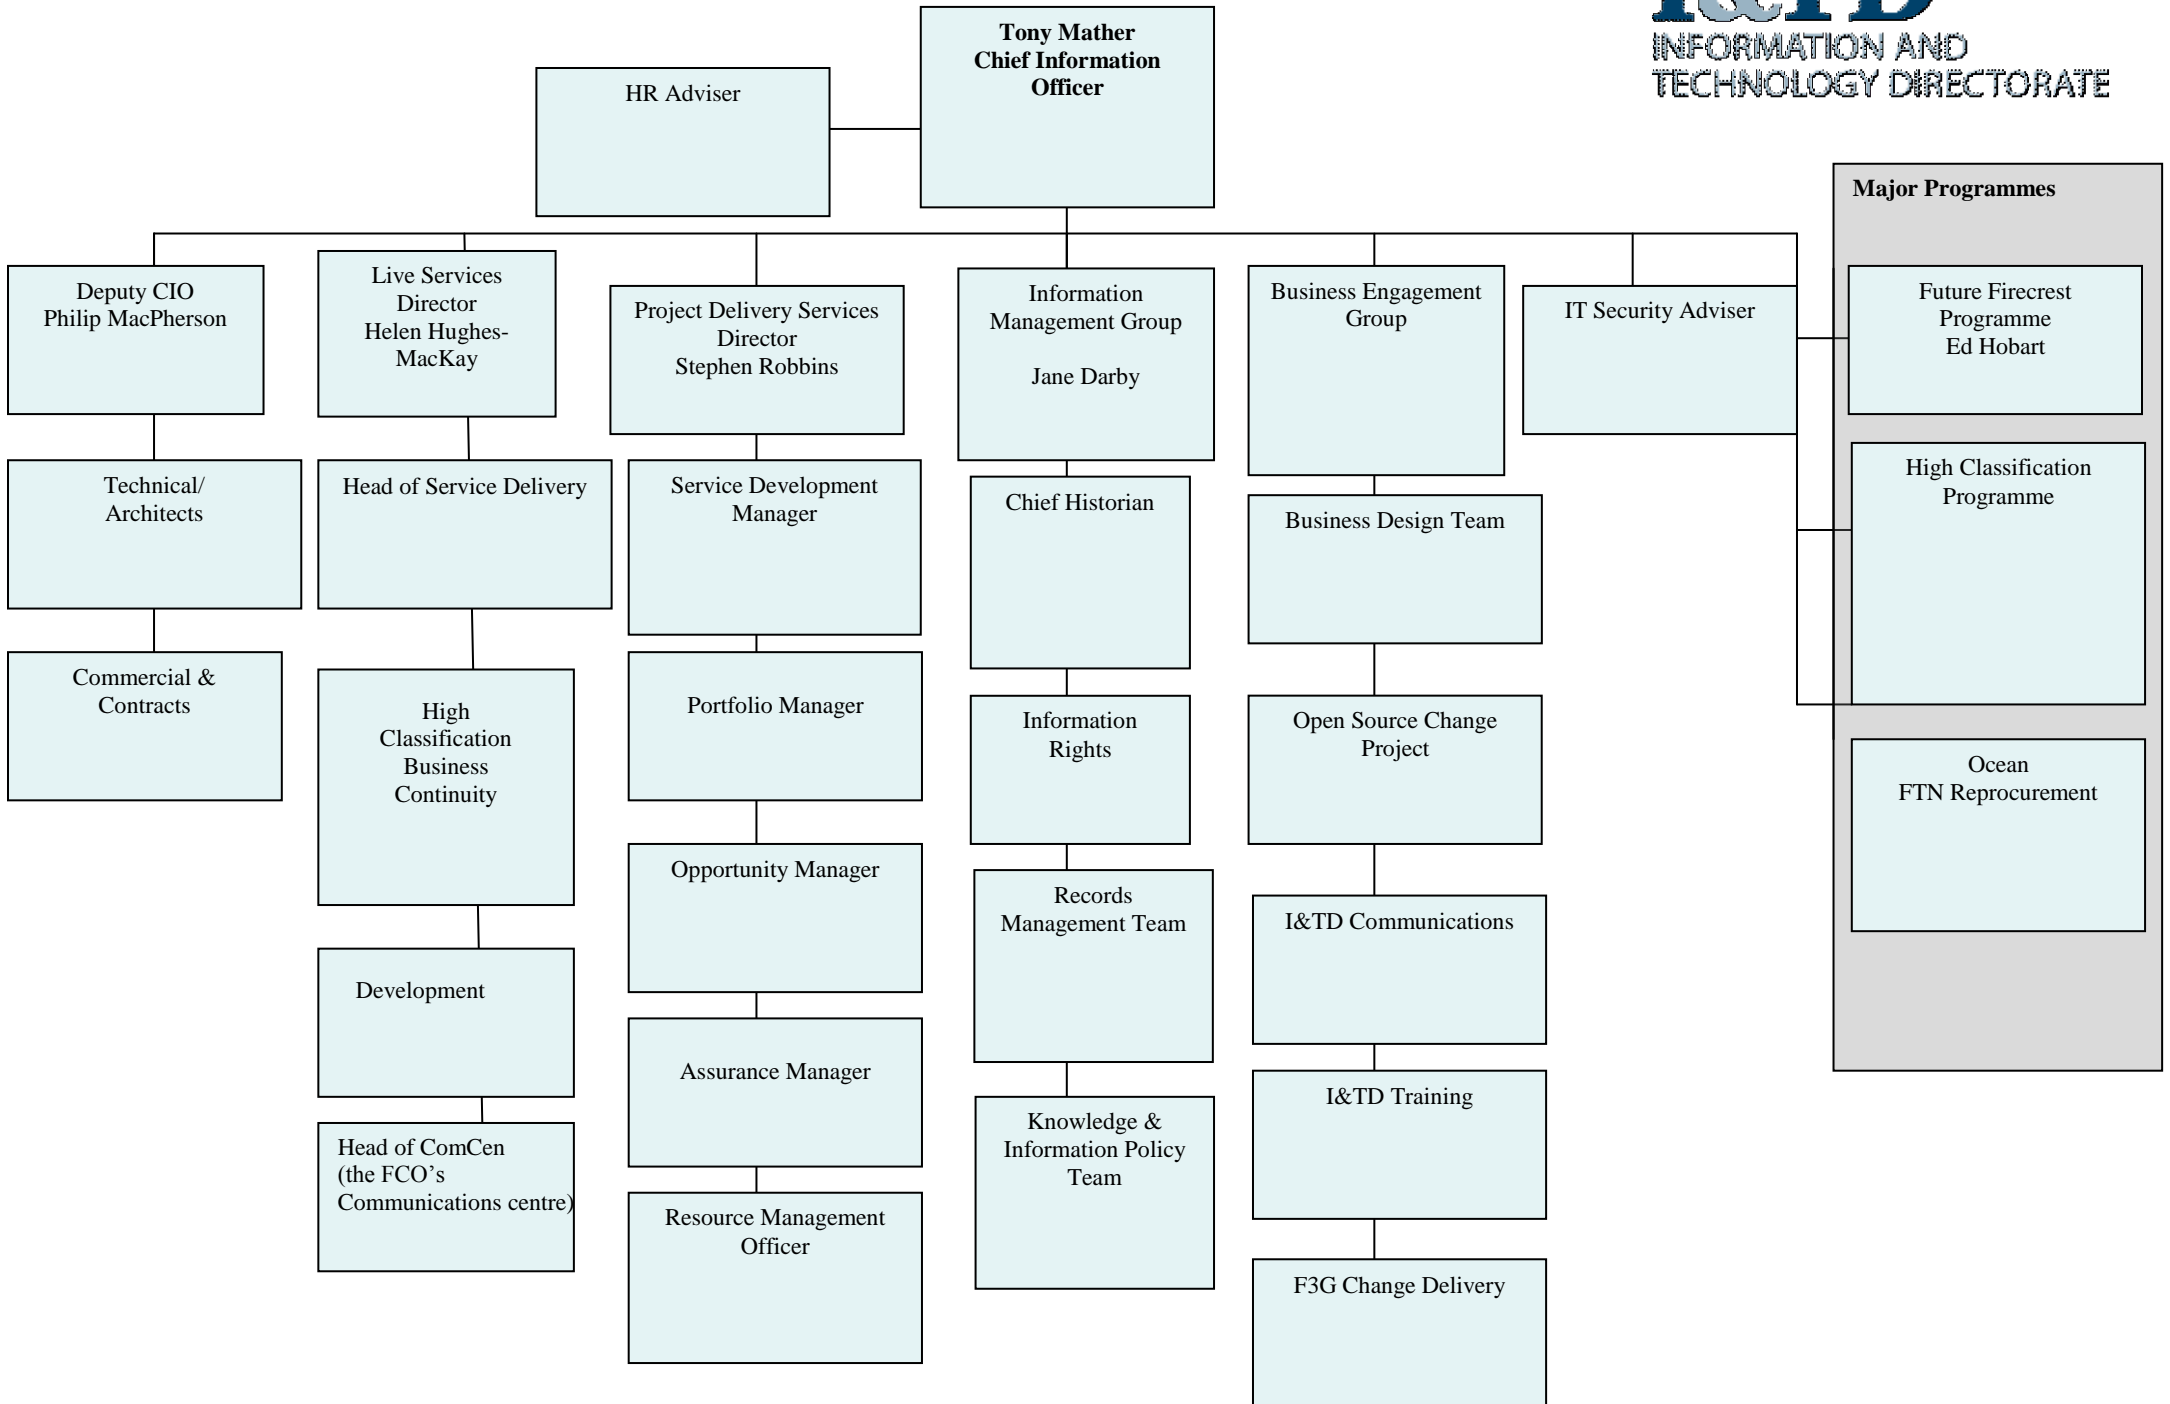 I&TD
INFORMATION AND
TECHNOLOGY DIRECTORATE
Tony Mather
Chief Information
Officer
HR Adviser
Major Programmes
Deputy CIO
Philip MacPherson
Live Services
Director
Helen Hughes-
MacKay
Project Delivery Services
Director
Stephen Robbins
Information
Management Group
Jane Darby
Business Engagement
Group
IT Security Adviser
Future Firecrest
Programme
Ed Hobart
Technical/
Architects
Head of Service Delivery
Service Development
Manager
Chief Historian
Business Design Team
High Classification
Programme
Commercial &
Contracts
High
Classification
Business
Continuity
Portfolio Manager
Information
Rights
Open Source Change
Project
Ocean
FTN Reprocurement
Opportunity Manager
Records
Management Team
I&TD Communications
Development
Assurance Manager
Knowledge &
Information Policy
Team
I&TD Training
Head of ComCen
(the FCO’s
Communications centre)
Resource Management
Officer
F3G Change Delivery